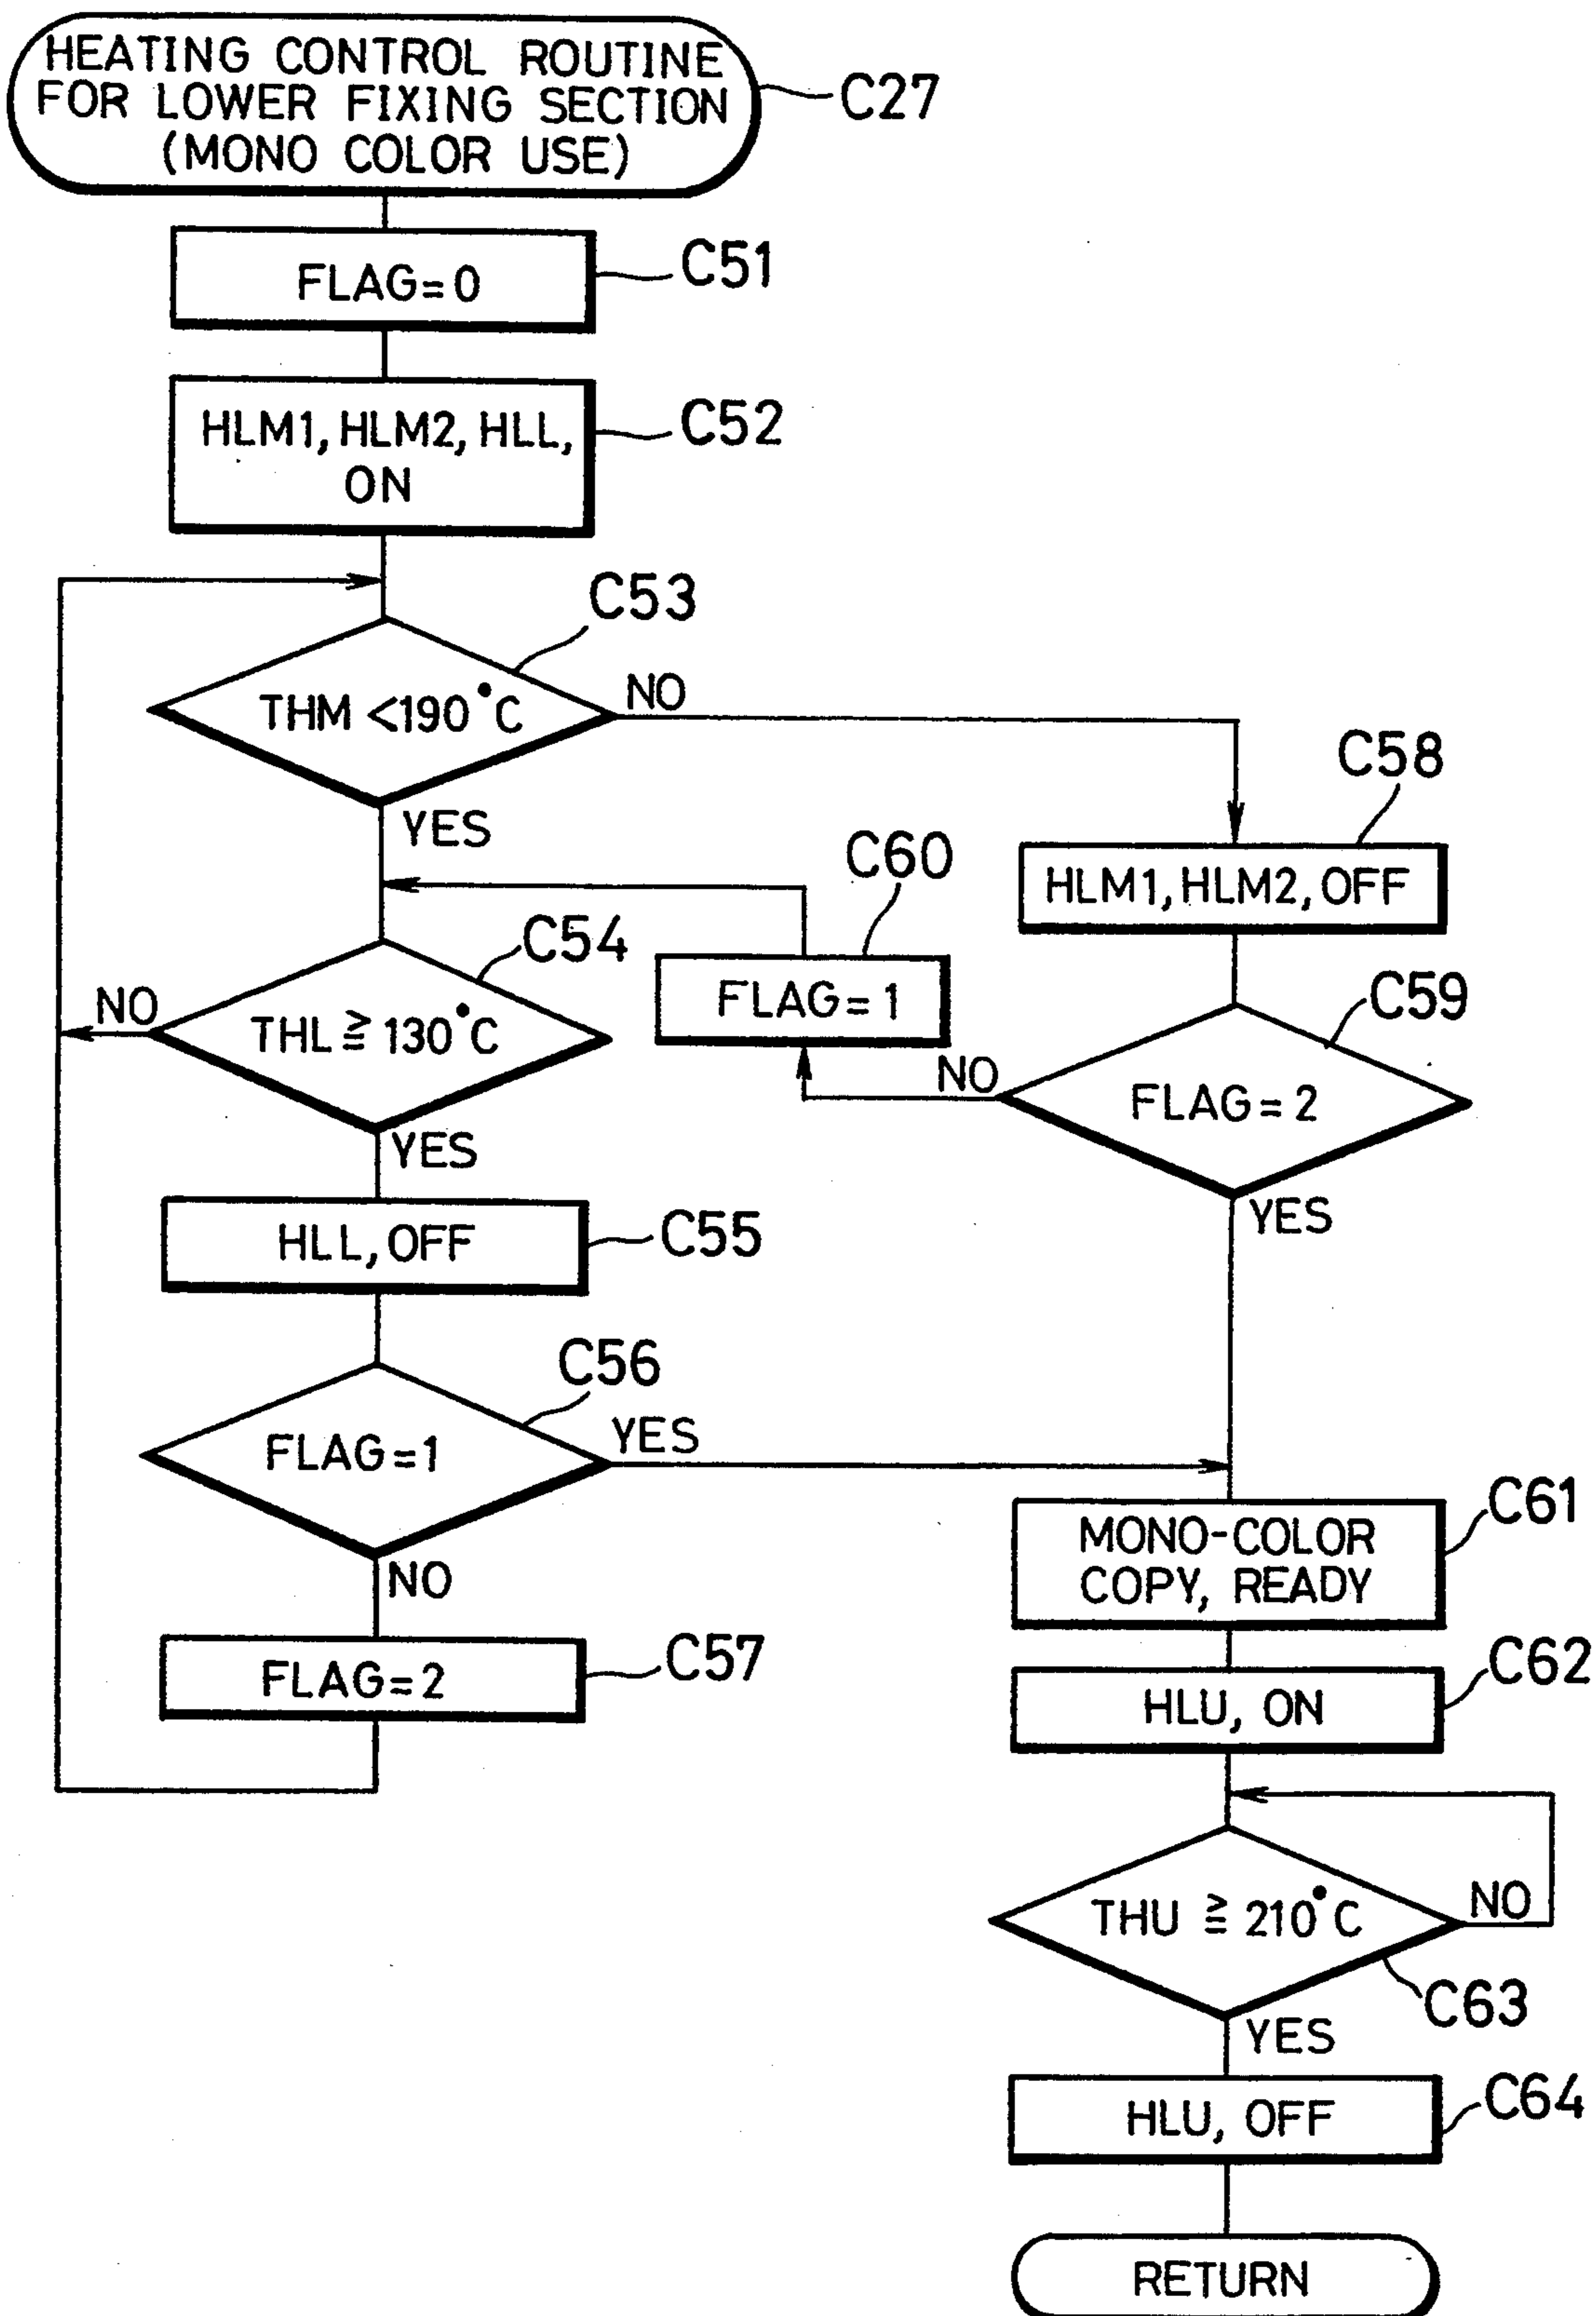 HEATING CONTROL ROUTINE
FOR LOWER FIXING SECTION
(MONO COLOR USE)
C27
FLAG=0
C51
HLM1, HLM2, HLL,
ON
C52
C53
THM <190°C
NO
YES
C58
HLM1, HLM2, OFF
C60
FLAG=1
C54
THL ≧ 130°C
NO
YES
C59
FLAG=2
NO
YES
HLL, OFF
C55
C56
FLAG=1
YES
NO
FLAG=2
C57
MONO-COLOR
COPY, READY
C61
HLU, ON
C62
THU ≧ 210°C
NO
C63
YES
HLU, OFF
C64
RETURN